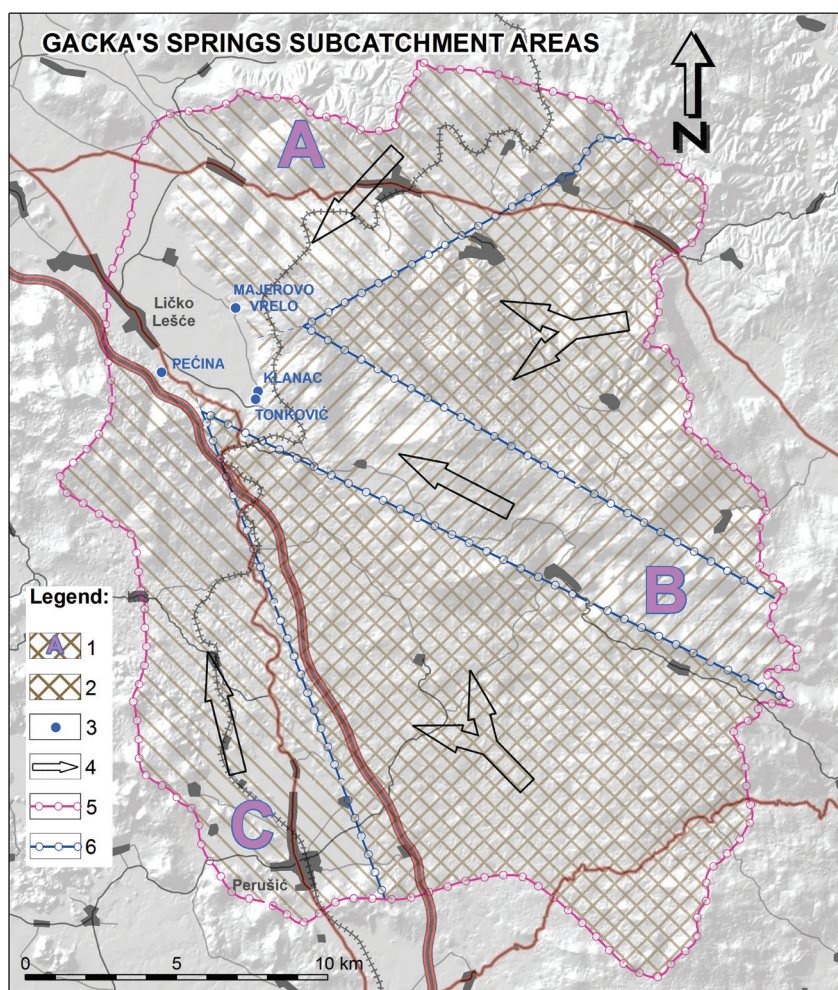 GACKA'S SPRINGS SUBCATCHMENT AREAS
N
A
MAJEROVO
VRELO
Ličko
Lešće
PEĆINA
KLANAC
TONKOVIĆ
B
Legend:
A 1
2
3
4
5
6
C
Perušić
0 5 10 km